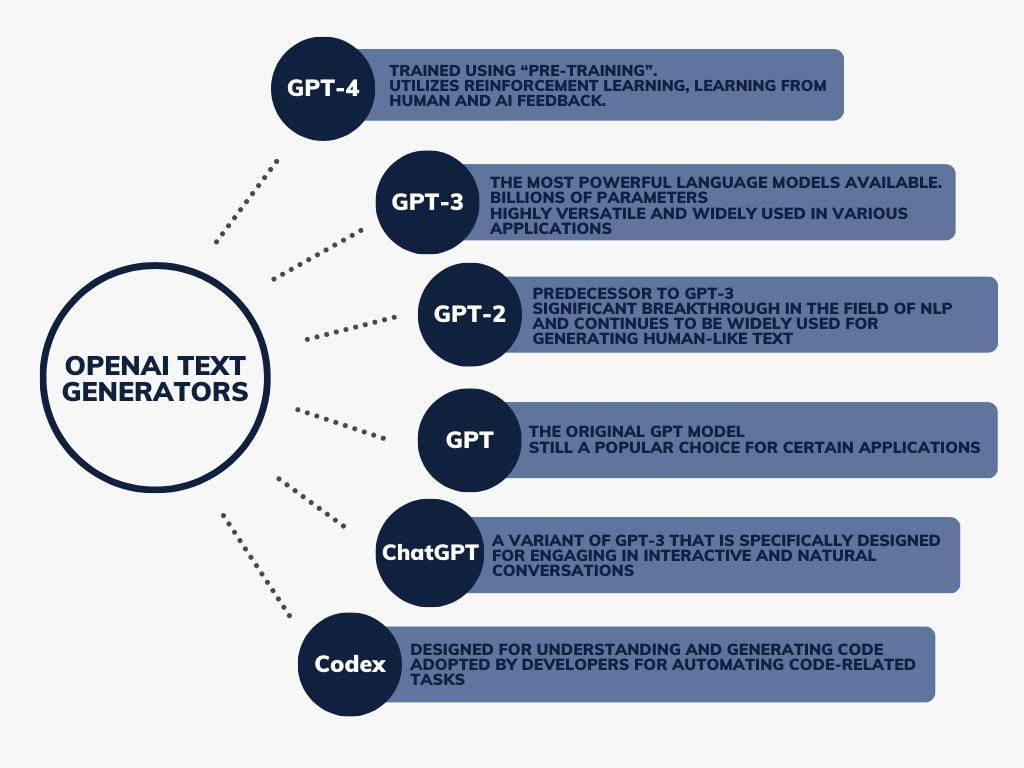 GPT-4
TRAINED USING “PRE-TRAINING”.
UTILIZES REINFORCEMENT LEARNING, LEARNING FROM
HUMAN AND AI FEEDBACK.
GPT-3
THE MOST POWERFUL LANGUAGE MODELS AVAILABLE.
BILLIONS OF PARAMETERS
HIGHLY VERSATILE AND WIDELY USED IN VARIOUS
APPLICATIONS
GPT-2
PREDECESSOR TO GPT-3
SIGNIFICANT BREAKTHROUGH IN THE FIELD OF NLP
AND CONTINUES TO BE WIDELY USED FOR
GENERATING HUMAN-LIKE TEXT
OPENAI TEXT
GENERATORS
GPT
THE ORIGINAL GPT MODEL
STILL A POPULAR CHOICE FOR CERTAIN APPLICATIONS
ChatGPT
A VARIANT OF GPT-3 THAT IS SPECIFICALLY DESIGNED
FOR ENGAGING IN INTERACTIVE AND NATURAL
CONVERSATIONS
Codex
DESIGNED FOR UNDERSTANDING AND GENERATING CODE
ADOPTED BY DEVELOPERS FOR AUTOMATING CODE-RELATED
TASKS